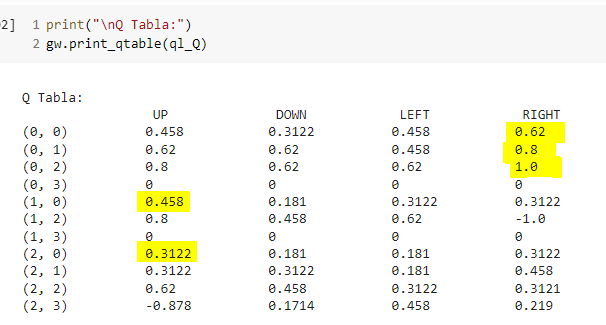 2] 1 print("\nQ Tabla:")
2 gw.print_qtable(ql_Q)
Q Tabla:
UP DOWN LEFT RIGHT
(0, 0) 0.458 0.3122 0.458 0.62
(0, 1) 0.62 0.62 0.458 0.8
(0, 2) 0.8 0.62 0.62 1.0
(0, 3) 0 0 0 0
(1, 0) 0.458 0.181 0.3122 0.3122
(1, 2) 0.8 0.458 0.62 -1.0
(1, 3) 0 0 0 0
(2, 0) 0.3122 0.181 0.181 0.3122
(2, 1) 0.3122 0.3122 0.181 0.458
(2, 2) 0.62 0.458 0.3122 0.3121
(2, 3) -0.878 0.1714 0.458 0.219